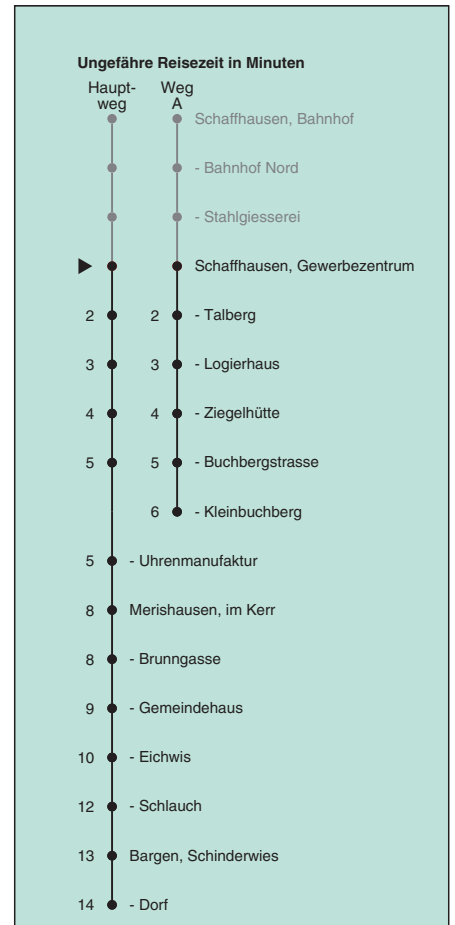 Ungefähre Reisezeit in Minuten
Haupt- Weg
weg A
Schaffhausen, Bahnhof
- Bahnhof Nord
- Stahlgiesserei
Schaffhausen, Gewerbezentrum
2 2 - Talberg
3 3 - Logierhaus
4 4 - Ziegelhütte
5 5 - Buchbergstrasse
6 - Kleinbuchberg
5 - Uhrenmanufaktur
8 Merishausen, im Kerr
8 - Brunngasse
9 - Gemeindehaus
10 - Eichwis
12 - Schlauch
13 Bargen, Schinderwies
14 - Dorf